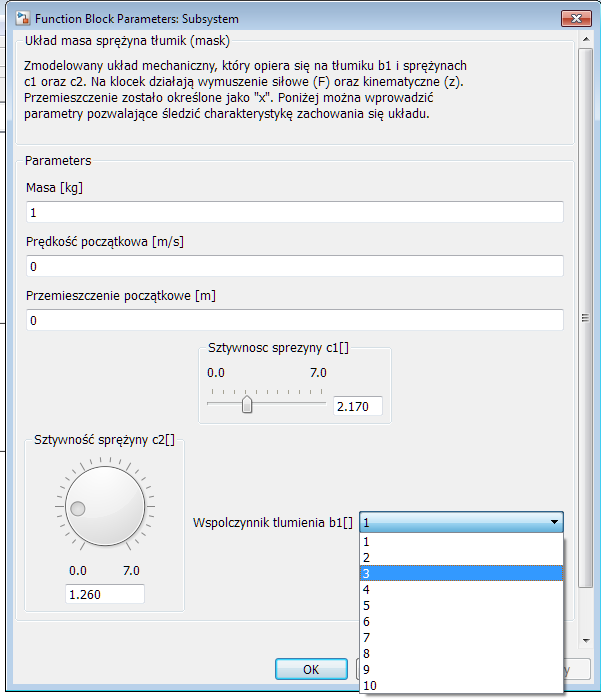 Function Block Parameters: Subsystem
Układ masa sprężyna tłumik (mask)
Zmodelowany układ mechaniczny, który opiera się na tłumiku b1 i sprężynach
c1 oraz c2. Na klocek działają wymuszenie siłowe (F) oraz kinematyczne (z).
Przemieszczenie zostało określone jako "x". Poniżej można wprowadzić
parametry pozwalające śledzić charakterystykę zachowania się układu.
Parameters
Masa [kg]
1
Prędkość początkowa [m/s]
0
Przemieszczenie początkowe [m]
0
Sztywnosc sprezyny c1[]
0.0 7.0
2.170
Sztywność sprężyny c2[]
0.0 7.0
1.260
Wspolczynnik tlumienia b1[] 1
1
2
3
4
5
6
7
8
9
10
OK